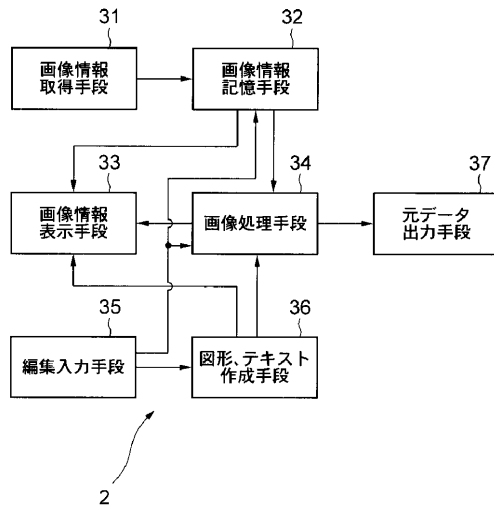 31
画像情報
取得手段
32
画像情報
記憶手段
33
画像情報
表示手段
34
画像処理手段
37
元データ
出力手段
35
編集入力手段
36
図形、テキスト
作成手段
2